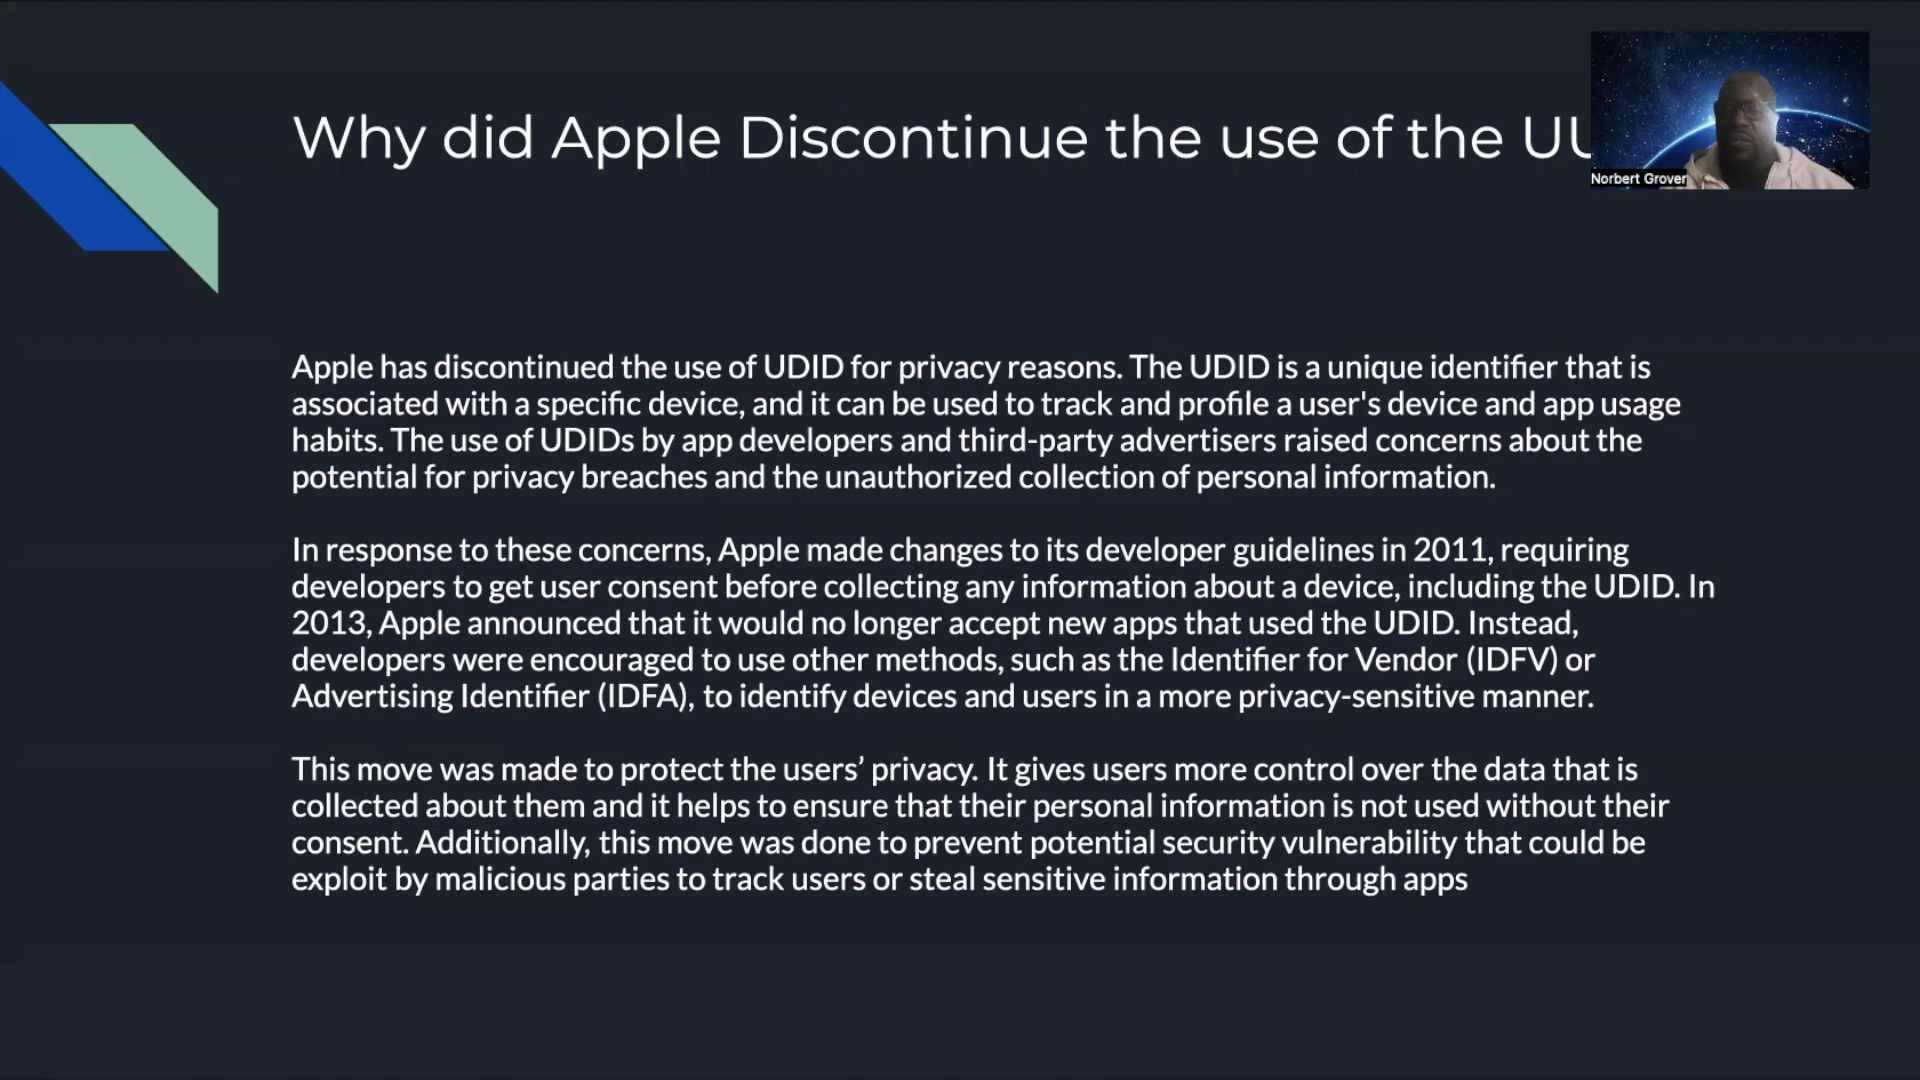 Why did Apple Discontinue the use of the
Norbert Grover
Apple has discontinued the use of UDID for privacy reasons. The UDID is a unique identifier that is
associated with a specific device, and it can be used to track and profile a user's device and app usage
habits. The use of UDIDs by app developers and third-party advertisers raised concerns about the
potential for privacy breaches and the unauthorized collection of personal information.
In response to these concerns, Apple made changes to its developer guidelines in 2011, requiring
developers to get user consent before collecting any information about a device, including the UDID. In
2013, Apple announced that it would no longer accept new apps that used the UDID. Instead,
developers were encouraged to use other methods, such as the Identifier for Vendor (IDFV) or
Advertising Identifier (IDFA), to identify devices and users in a more privacy-sensitive manner.
This move was made to protect the users’ privacy. It gives users more control over the data that is
collected about them and it helps to ensure that their personal information is not used without their
consent. Additionally, this move was done to prevent potential security vulnerability that could be
exploit by malicious parties to track users or steal sensitive information through apps